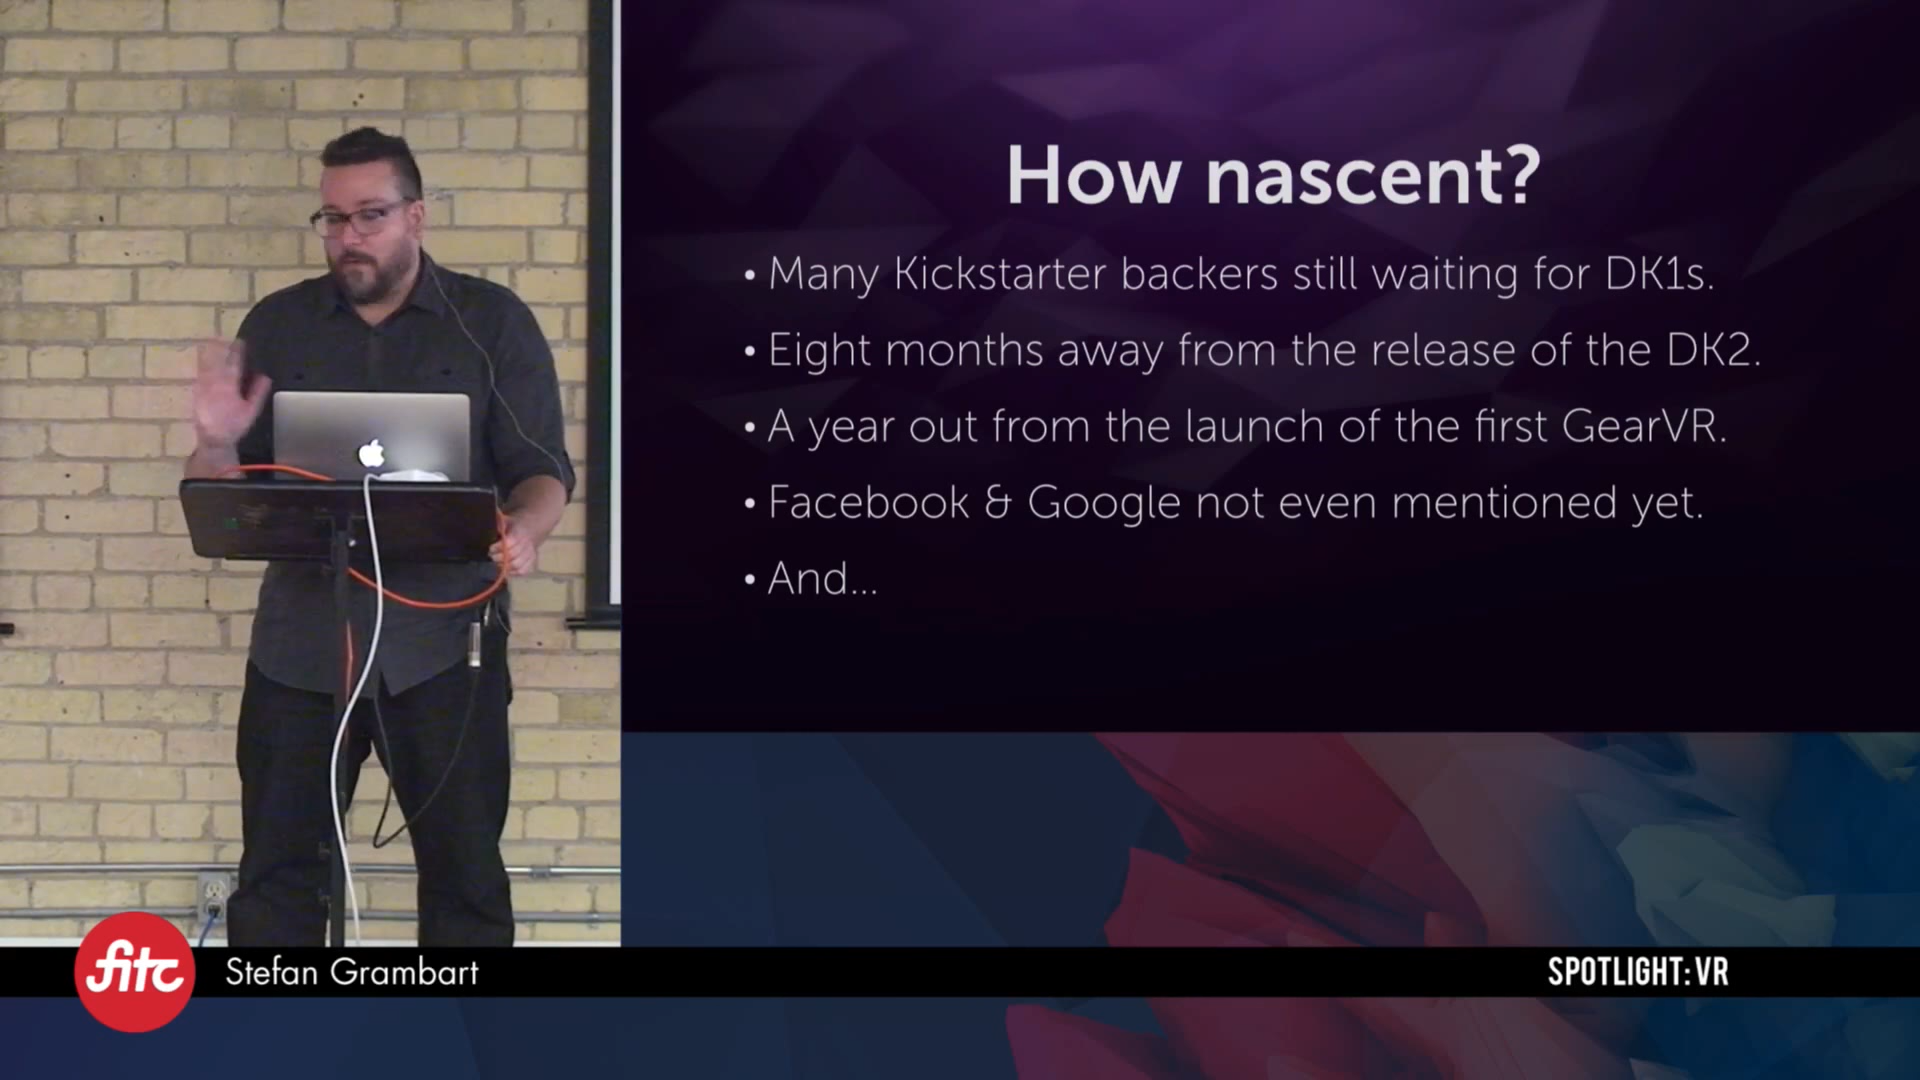 How nascent?
• Many Kickstarter backers still waiting for DK1s.
• Eight months away from the release of the DK2.
• A year out from the launch of the first GearVR.
• Facebook & Google not even mentioned yet.
• And...
fitc
Stefan Grambart
SPOTLIGHT: VR